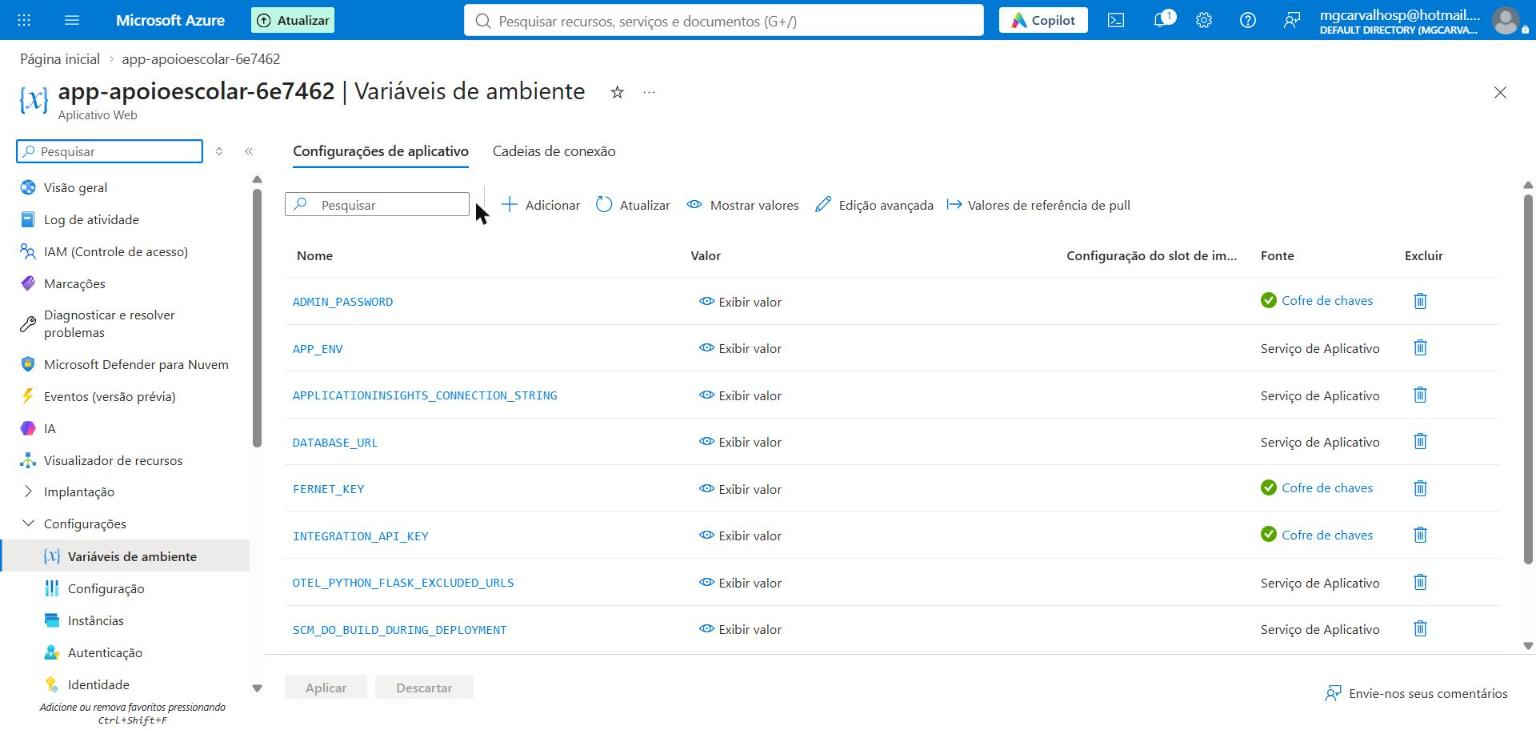 Microsoft Azure
Atualizar
Pesquisar recursos, serviços e documentos (G+/)
Copilot
1
mgcarvalhosp@hotmail....
DEFAULT DIRECTORY (MGCARVA...
Página inicial > app-apoioescolar-6e7462
app-apoioescolar-6e7462 | Variáveis de ambiente
Aplicativo Web
Pesquisar
Visão geral
Log de atividade
IAM (Controle de acesso)
Marcações
Diagnosticar e resolver
problemas
Microsoft Defender para Nuvem
Eventos (versão prévia)
IA
Visualizador de recursos
Implantação
Configurações
Variáveis de ambiente
Configuração
Instâncias
Autenticação
Identidade
Adicione ou remova favoritos pressionando
Ctrl+Shift+F
Configurações de aplicativo Cadeias de conexão
Pesquisar Adicionar Atualizar Mostrar valores Edição avançada Valores de referência de pull
Nome Valor Configuração do slot de im... Fonte Excluir
ADMIN_PASSWORD Exibir valor Cofre de chaves
APP_ENV Exibir valor Serviço de Aplicativo
APPLICATIONINSIGHTS_CONNECTION_STRING Exibir valor Serviço de Aplicativo
DATABASE_URL Exibir valor Serviço de Aplicativo
FERNET_KEY Exibir valor Cofre de chaves
INTEGRATION_API_KEY Exibir valor Cofre de chaves
OTEL_PYTHON_FLASK_EXCLUDED_URLS Exibir valor Serviço de Aplicativo
SCM_DO_BUILD_DURING_DEPLOYMENT Exibir valor Serviço de Aplicativo
Aplicar Descartar
Envie-nos seus comentários